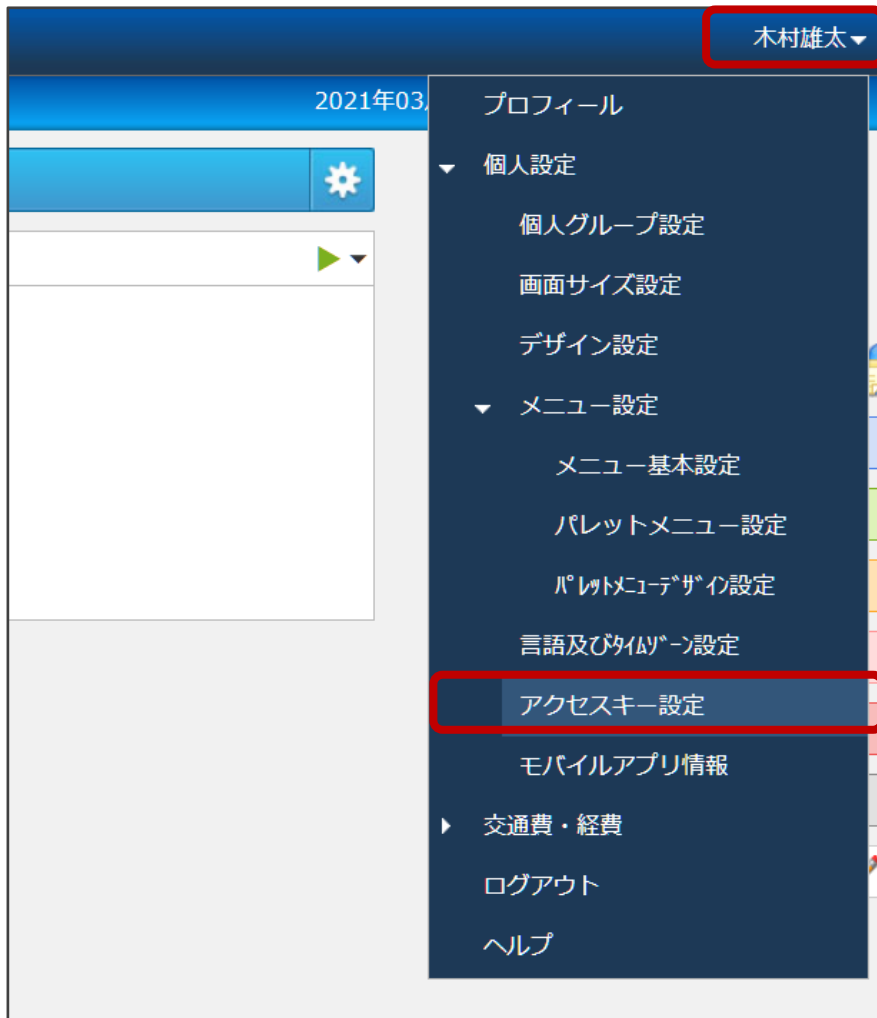 木村雄太
2021年03
プロフィール
個人設定
個人グループ設定
画面サイズ設定
デザイン設定
メニュー設定
メニュー基本設定
パレットメニュー設定
ﾊﾟﾚｯﾄﾒﾆｭｰﾃﾞｻﾞｲﾝ設定
言語及びﾀｲﾑｿﾞｰﾝ設定
アクセスキー設定
モバイルアプリ情報
交通費・経費
ログアウト
ヘルプ